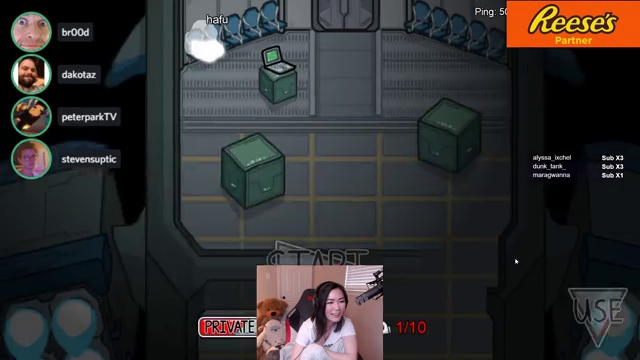 br00d
dakotaz
peterparkTV
stevensuptic
hafu
Ping: 50
Reese's
Partner
alyssa_ixchel Sub X3
dunk_tank_ Sub X3
maragwanna Sub X1
START
PRIVATE
1/10
USE